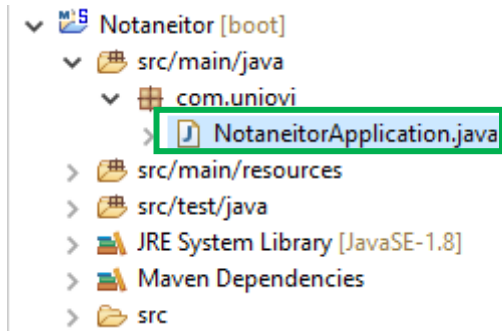 Notaneitor [boot]
src/main/java
com.uniovi
NotaneitorApplication.java
src/main/resources
src/test/java
JRE System Library [JavaSE-1.8]
Maven Dependencies
src